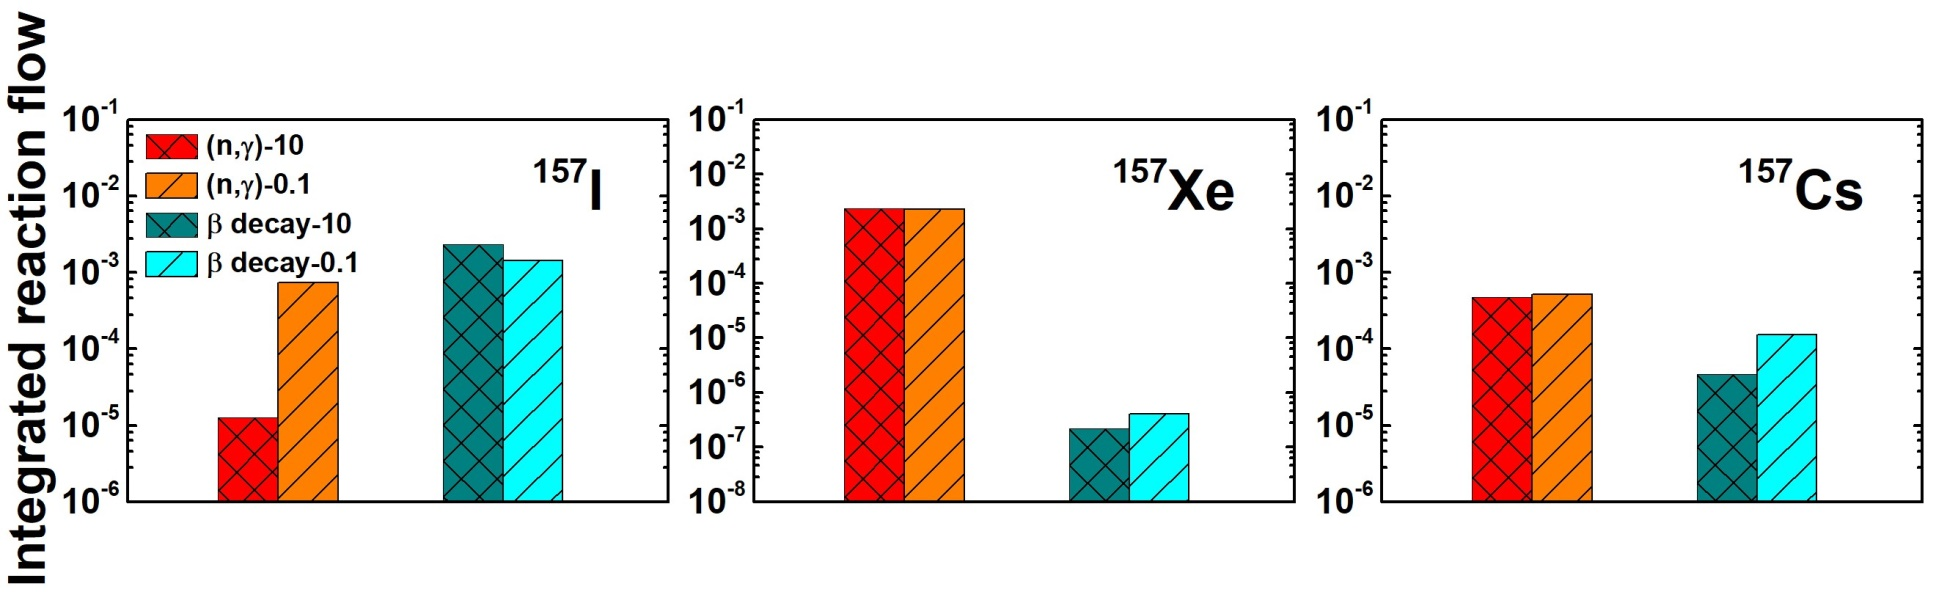 Integrated reaction flow
10-1
10-2
10-3
10-4
10-5
10-6
(n,γ)-10
(n,γ)-0.1
β decay-10
β decay-0.1
157I
10-1
10-2
10-3
10-4
10-5
10-6
10-7
10-8
157Xe
10-1
10-2
10-3
10-4
10-5
10-6
157Cs